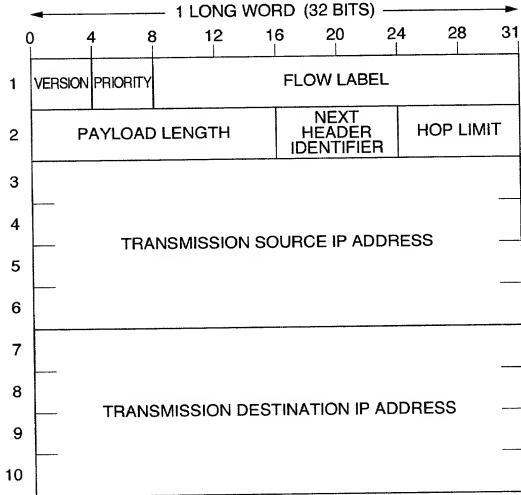 1 LONG WORD (32 BITS)
0 4 8 12 16 20 24 28 31
1 VERSION PRIORITY FLOW LABEL
2 PAYLOAD LENGTH NEXT HEADER IDENTIFIER HOP LIMIT
3
4
TRANSMISSION SOURCE IP ADDRESS
5
6
7
8
TRANSMISSION DESTINATION IP ADDRESS
9
10